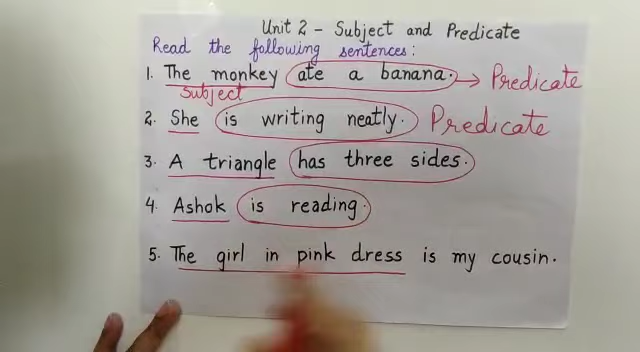 Unit 2 - Subject and Predicate
Read the following sentences:
1. The monkey ate a banana. → Predicate
Subject
2. She is writing neatly. Predicate
3. A triangle has three sides.
4. Ashok is reading.
5. The girl in pink dress is my cousin.